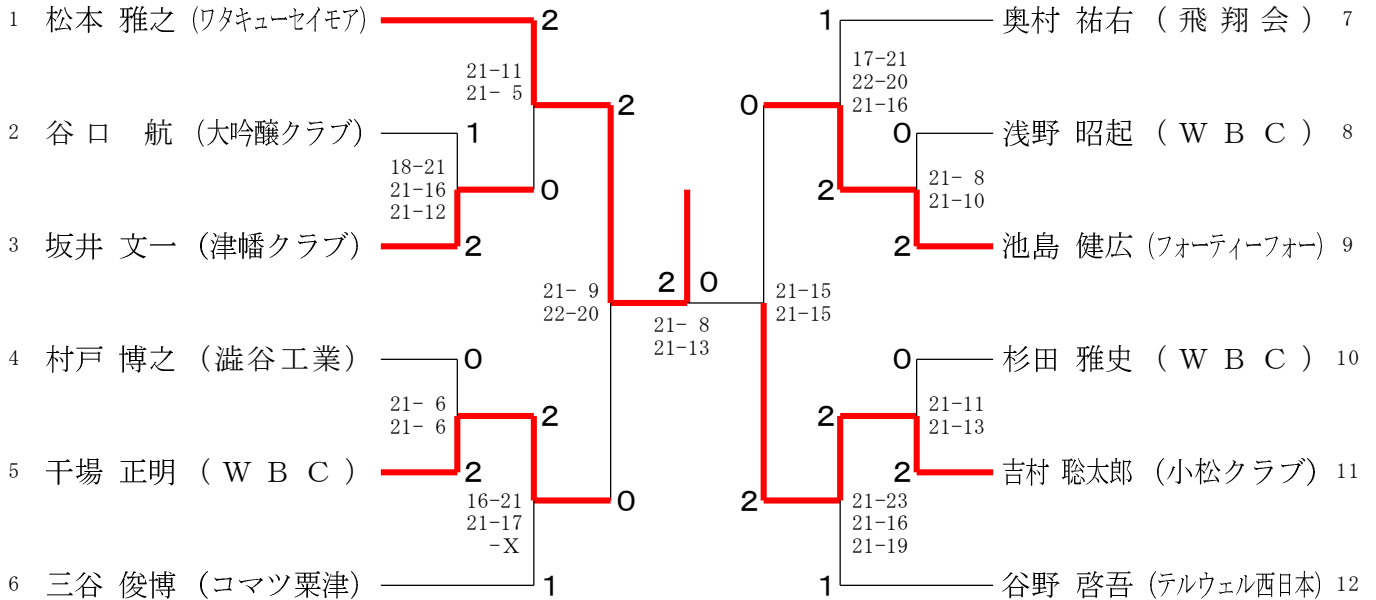 1 松本 雅之 (ワタキューセイモア) 2
21-11
21- 5
2
2 谷口 航 (大吟醸クラブ) 1
18-21
21-16
21-12
0
3 坂井 文一 (津幡クラブ) 2
21- 9
22-20
4 村戸 博之 (澁谷工業) 0
21- 6
21- 6
2
5 干場 正明 (WBC) 2
16-21
21-17
-X
0
6 三谷 俊博 (コマツ粟津) 1
2 0
21- 8
21-13
1 奥村 祐右 (飛翔会) 7
17-21
22-20
21-16
0
0 浅野 昭起 (WBC) 8
21- 8
21-10
2
2 池島 健広 (フォーティーフォー) 9
21-15
21-15
0 杉田 雅史 (WBC) 10
21-11
21-13
2
2 吉村 聡太郎 (小松クラブ) 11
21-23
21-16
21-19
2
1 谷野 啓吾 (テルウェル西日本) 12